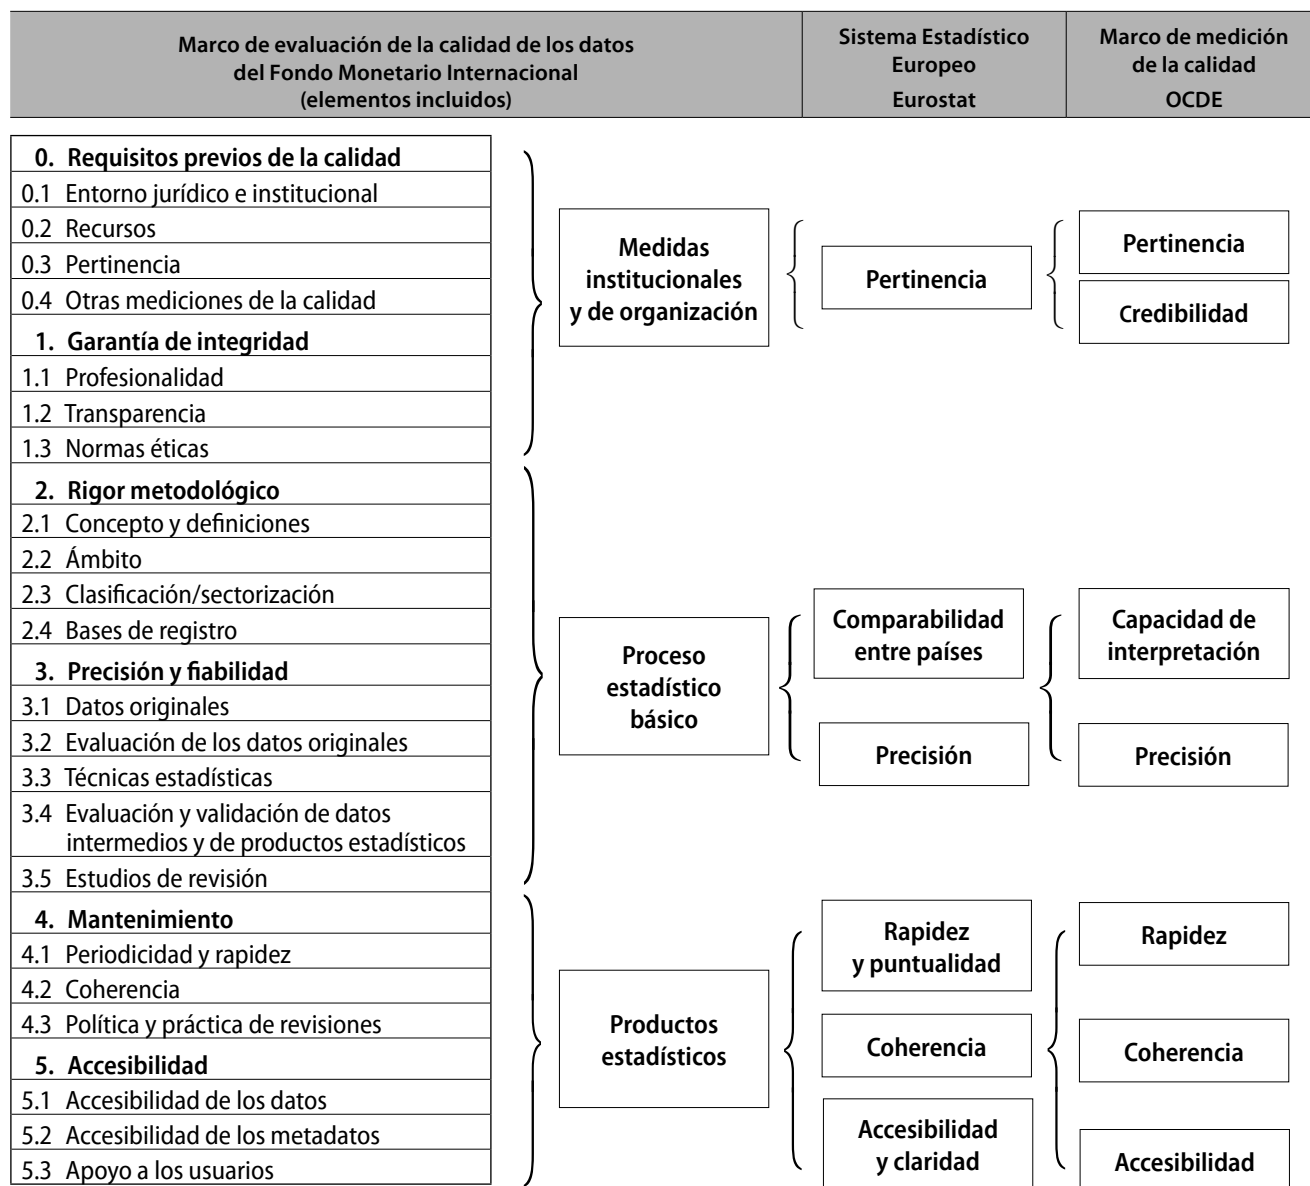 Marco de evaluación de la calidad de los datos
del Fondo Monetario Internacional
(elementos incluidos)
Sistema Estadístico
Europeo
Eurostat
Marco de medición
de la calidad
OCDE
0. Requisitos previos de la calidad
0.1 Entorno jurídico e institucional
0.2 Recursos
0.3 Pertinencia
0.4 Otras mediciones de la calidad
1. Garantía de integridad
1.1 Profesionalidad
1.2 Transparencia
1.3 Normas éticas
2. Rigor metodológico
2.1 Concepto y definiciones
2.2 Ámbito
2.3 Clasificación/sectorización
2.4 Bases de registro
3. Precisión y fiabilidad
3.1 Datos originales
3.2 Evaluación de los datos originales
3.3 Técnicas estadísticas
3.4 Evaluación y validación de datos
intermedios y de productos estadísticos
3.5 Estudios de revisión
4. Mantenimiento
4.1 Periodicidad y rapidez
4.2 Coherencia
4.3 Política y práctica de revisiones
5. Accesibilidad
5.1 Accesibilidad de los datos
5.2 Accesibilidad de los metadatos
5.3 Apoyo a los usuarios
Medidas
institucionales
y de organización
Pertinencia
Pertinencia
Credibilidad
Proceso
estadístico
básico
Comparabilidad
entre países
Precisión
Capacidad de
interpretación
Precisión
Productos
estadísticos
Rapidez
y puntualidad
Coherencia
Accesibilidad
y claridad
Rapidez
Coherencia
Accesibilidad